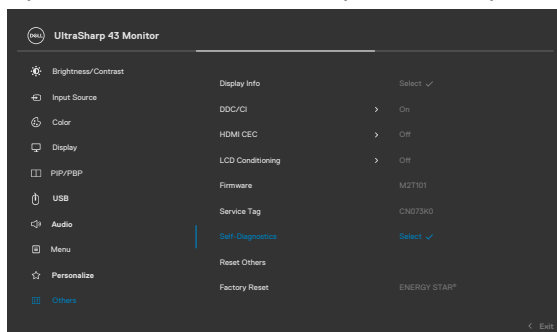 DELL
UltraSharp 43 Monitor
Brightness/Contrast
Input Source
Color
Display
PIP/PBP
USB
Audio
Menu
Personalize
Others
Display Info Select ✓
DDC/CI > On
HDMI CEC > Off
LCD Conditioning > Off
Firmware M2T101
Service Tag CN073K0
Self-Diagnostics Select ✓
Reset Others
Factory Reset ENERGY STAR®
< Exit